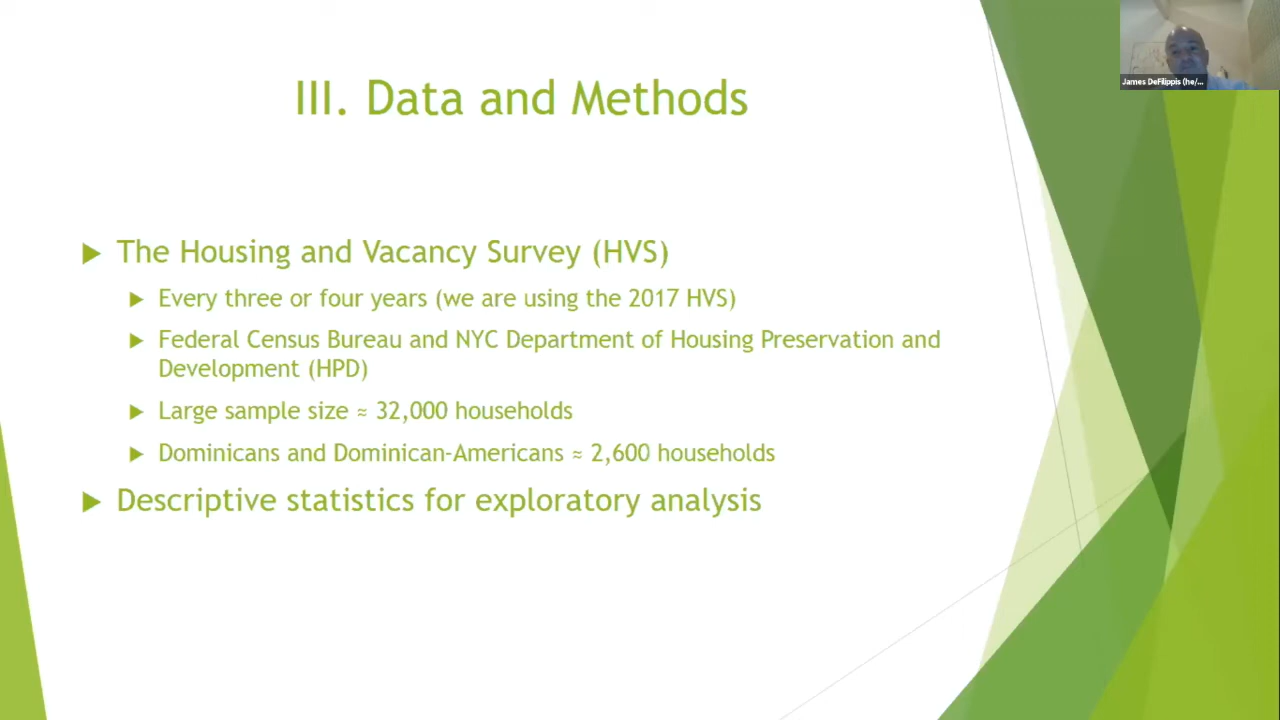 James DeFilippis (he/...
III. Data and Methods
The Housing and Vacancy Survey (HVS)
Every three or four years (we are using the 2017 HVS)
Federal Census Bureau and NYC Department of Housing Preservation and
Development (HPD)
Large sample size ≈ 32,000 households
Dominicans and Dominican-Americans ≈ 2,600 households
Descriptive statistics for exploratory analysis